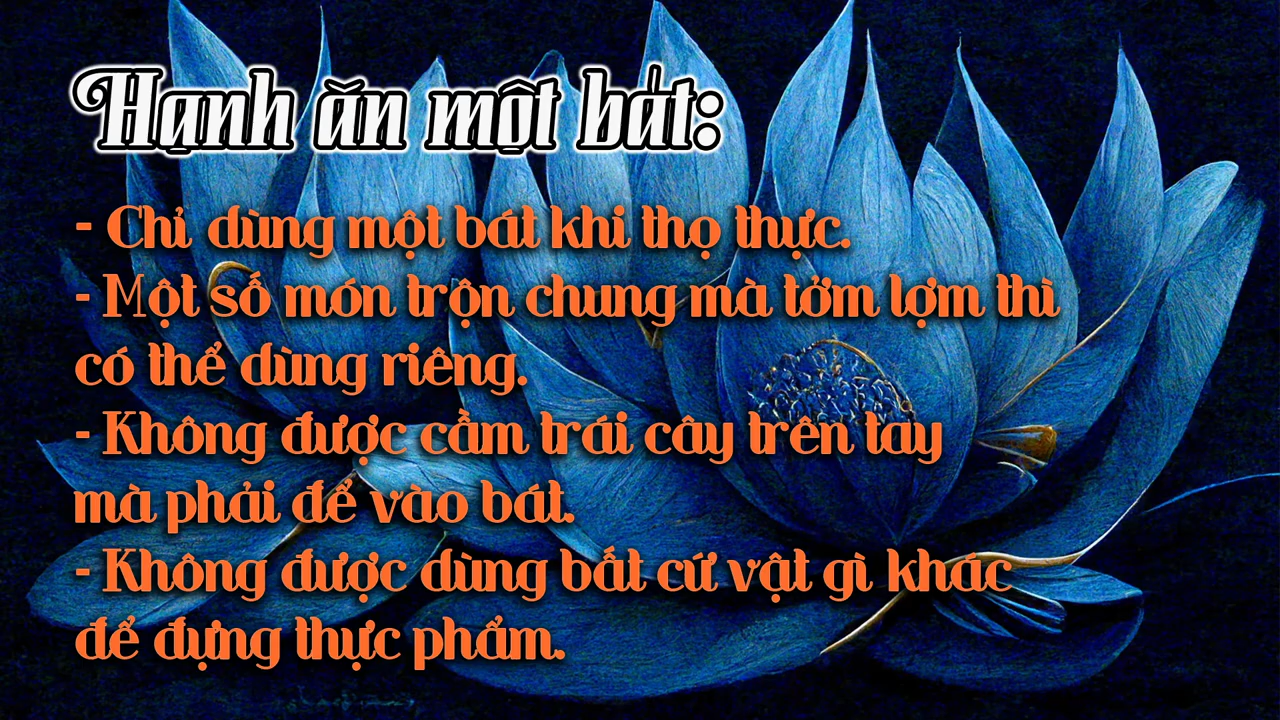 Hạnh ăn một bát:
- Chỉ dùng một bát khi thọ thực.
- Một số món trộn chung mà tởm lợm thì
có thể dùng riêng.
- Không được cầm trái cây trên tay
mà phải để vào bát.
- Không được dùng bất cứ vật gì khác
để đựng thực phẩm.